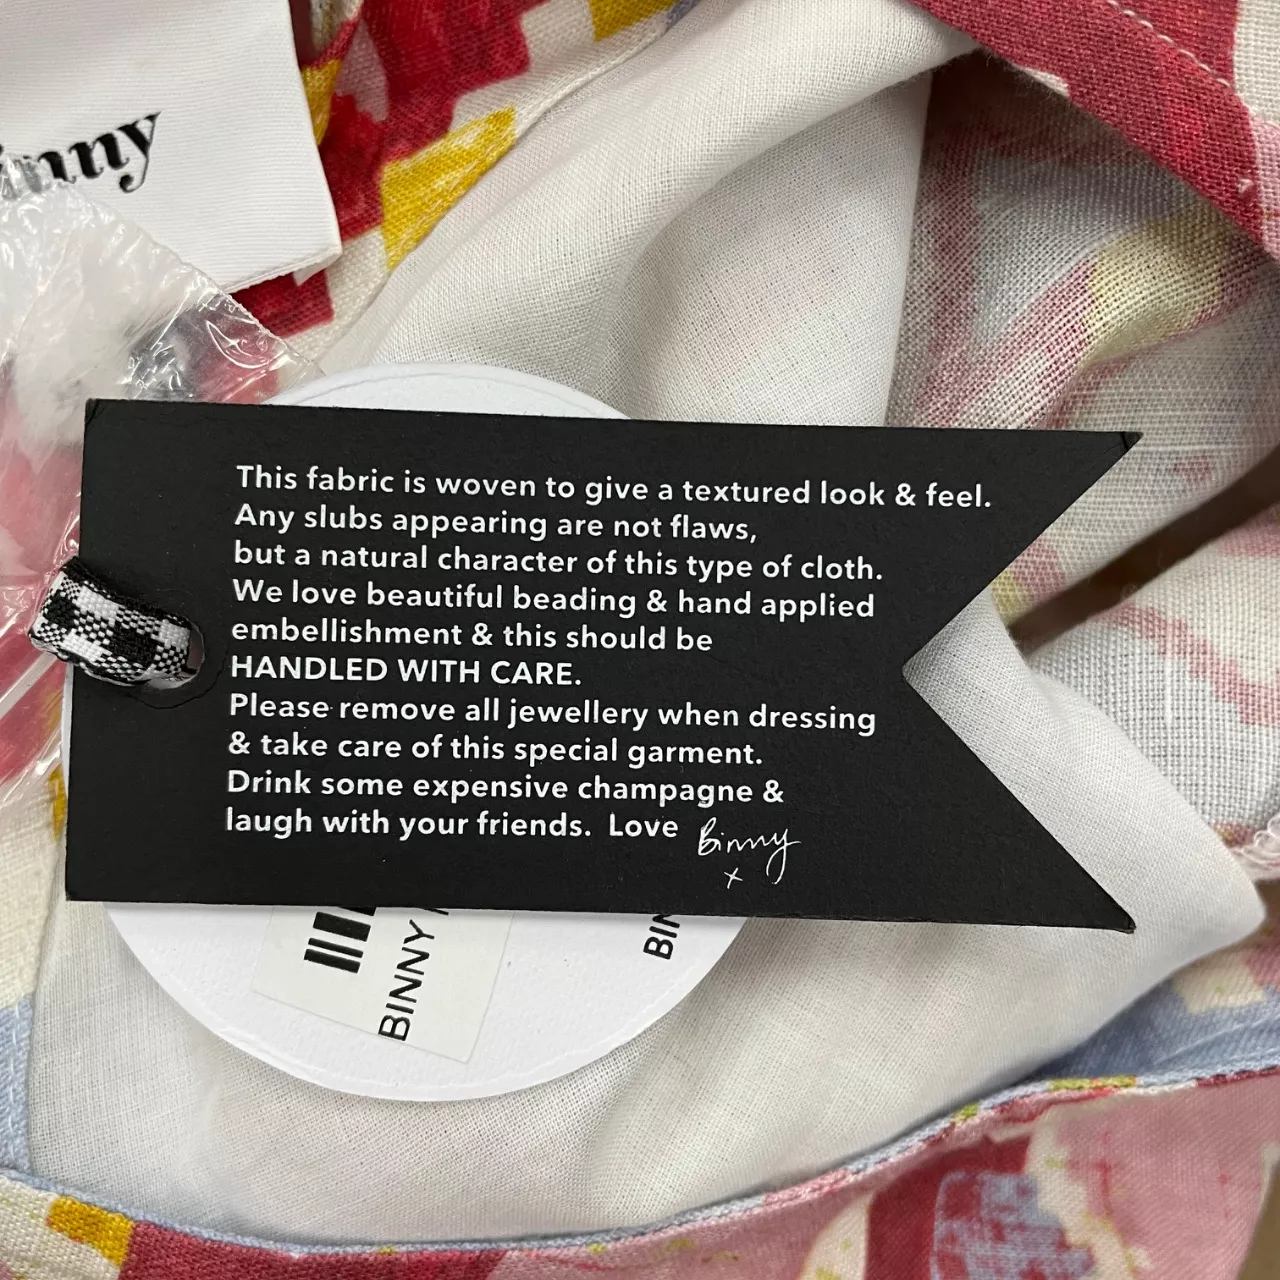 This fabric is woven to give a textured look & feel.
Any slubs appearing are not flaws,
but a natural character of this type of cloth.
We love beautiful beading & hand applied
embellishment & this should be
HANDLED WITH CARE.
Please remove all jewellery when dressing
& take care of this special garment.
Drink some expensive champagne &
laugh with your friends. Love Binny
x
BINNY